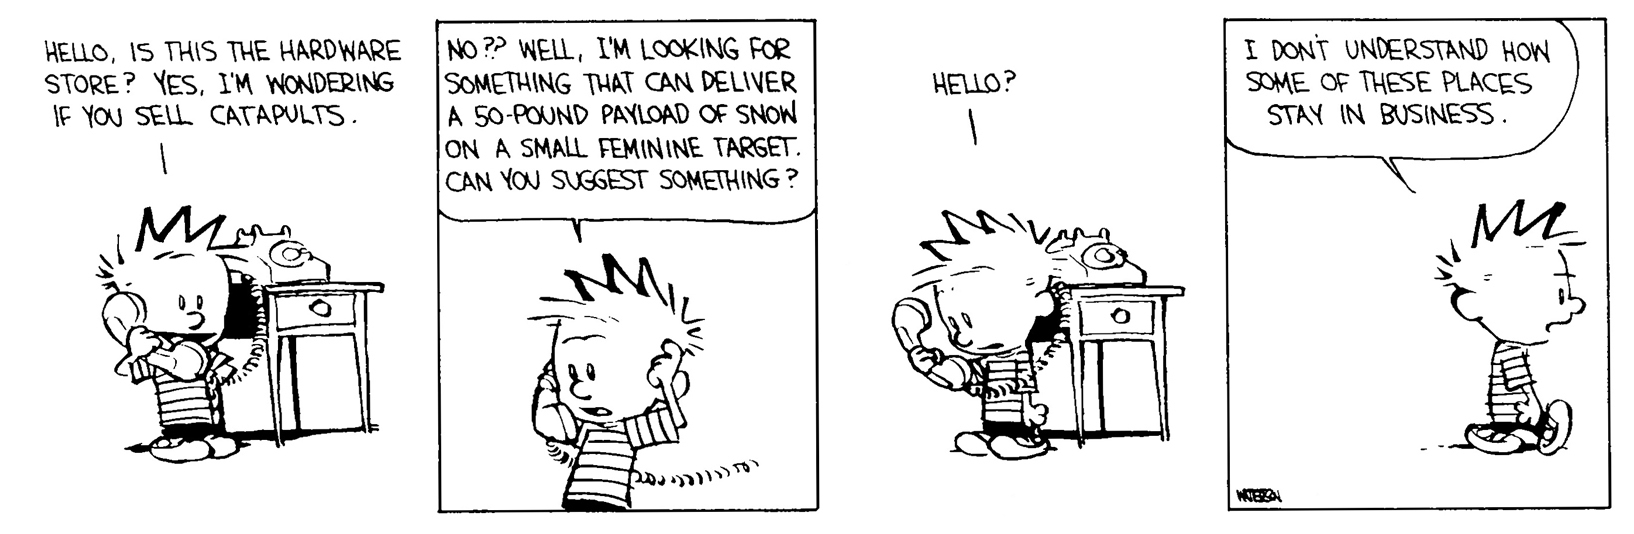 HELLO, IS THIS THE HARDWARE
STORE? YES, I'M WONDERING
IF YOU SELL CATAPULTS.
NO?? WELL, I'M LOOKING FOR
SOMETHING THAT CAN DELIVER
A 50-POUND PAYLOAD OF SNOW
ON A SMALL FEMININE TARGET.
CAN YOU SUGGEST SOMETHING?
HELLO?
I DON'T UNDERSTAND HOW
SOME OF THESE PLACES
STAY IN BUSINESS.
WATTERSON